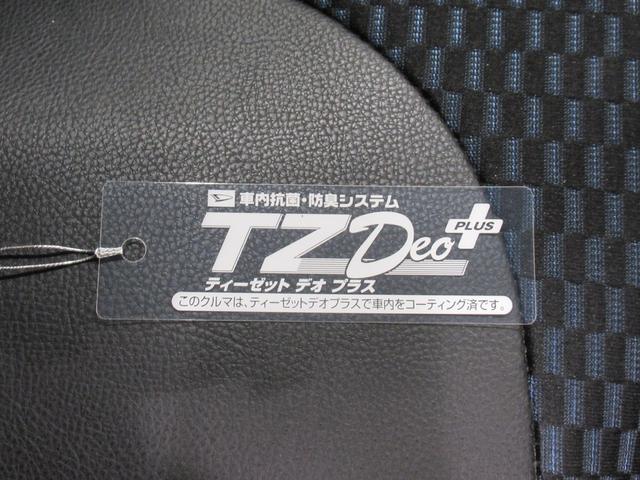 車内抗菌・防臭システム
TZ Deo PLUS
ティーゼット デオ プラス
このクルマは、ティーゼットデオプラスで車内をコーティング済です。